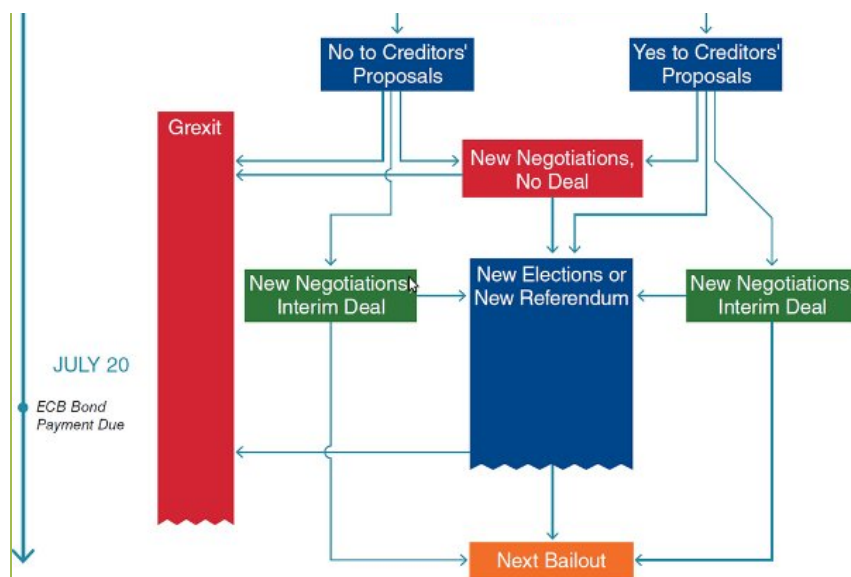 No to Creditors'
Proposals
Yes to Creditors'
Proposals
Grexit
New Negotiations,
No Deal
New Negotiations,
Interim Deal
New Elections or
New Referendum
New Negotiations,
Interim Deal
JULY 20
ECB Bond
Payment Due
Next Bailout